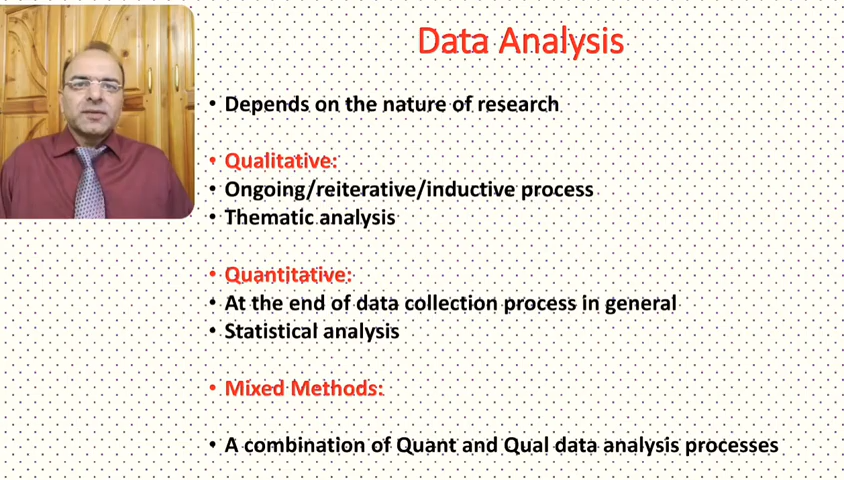 Data Analysis
• Depends on the nature of research
• Qualitative:
• Ongoing/reiterative/inductive process
• Thematic analysis
• Quantitative:
• At the end of data collection process in general
• Statistical analysis
• Mixed Methods:
• A combination of Quant and Qual data analysis processes